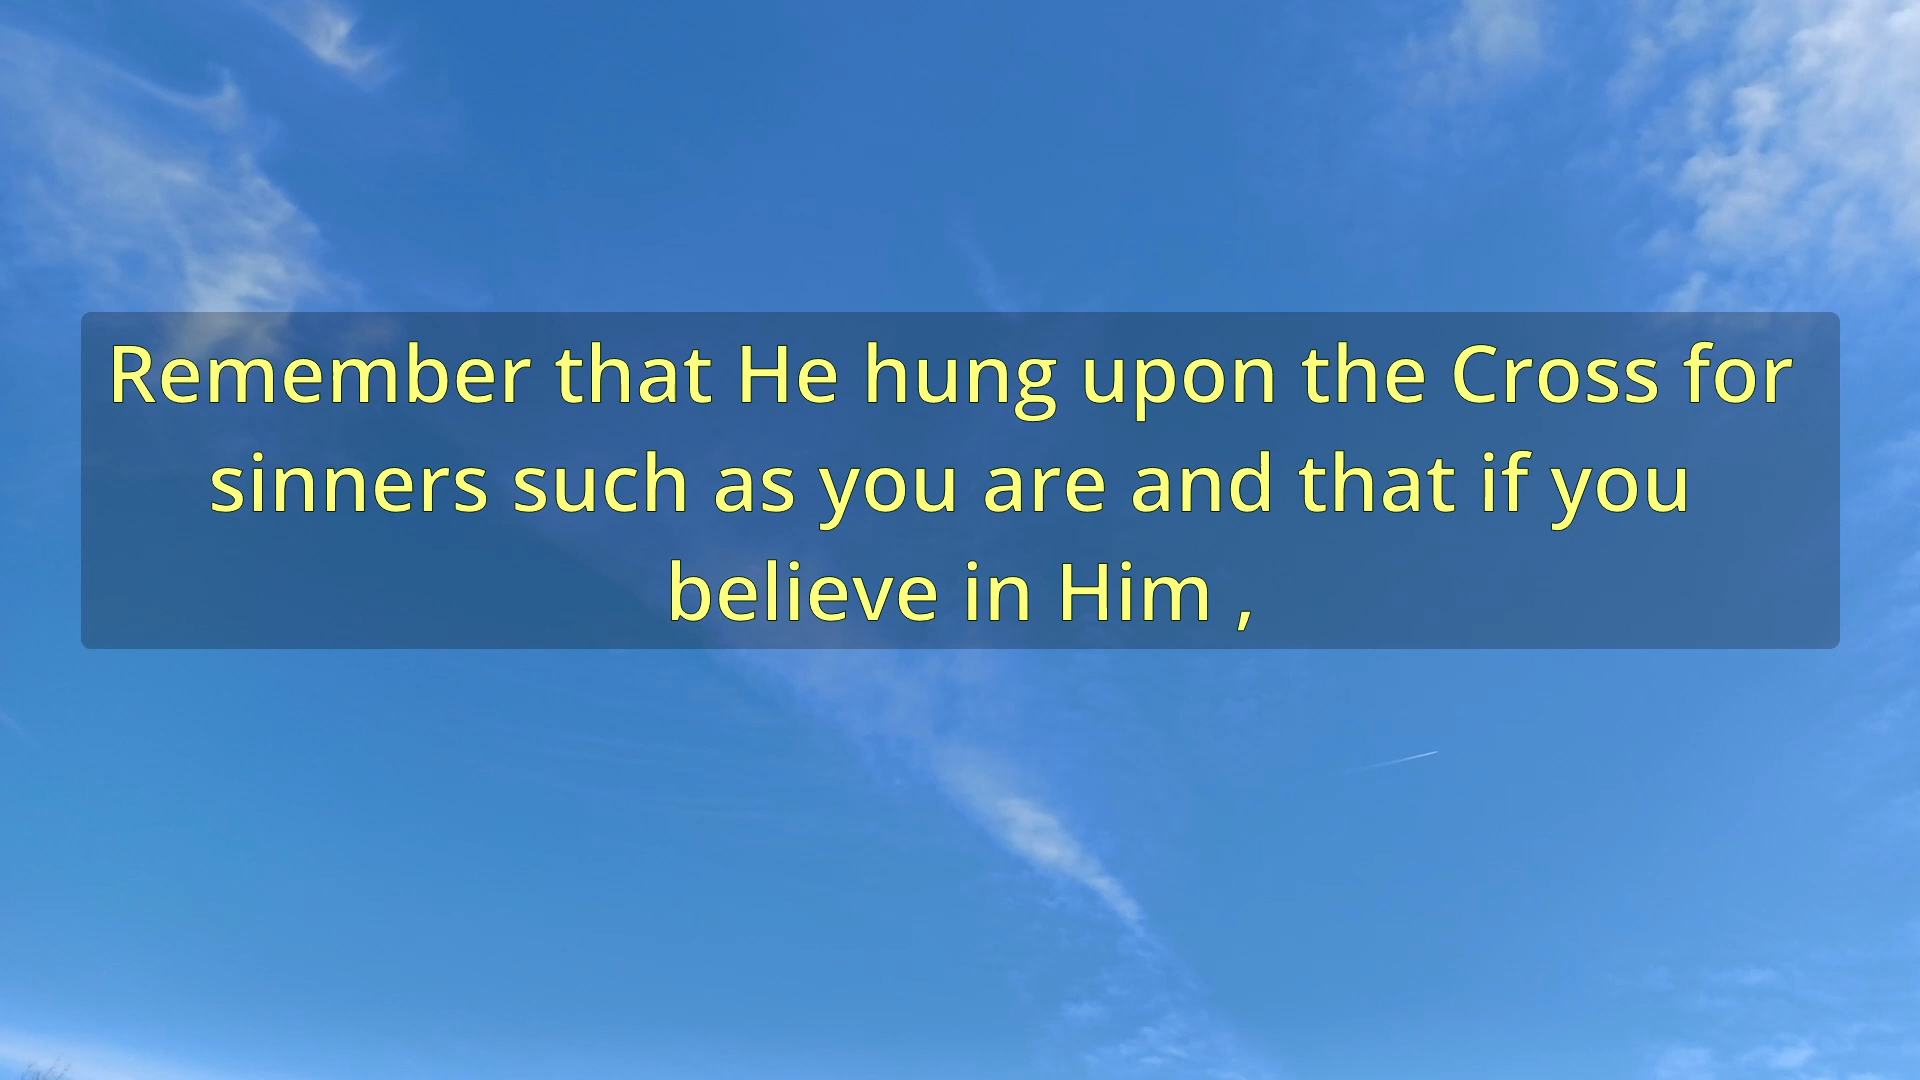 Remember that He hung upon the Cross for
sinners such as you are and that if you
believe in Him ,